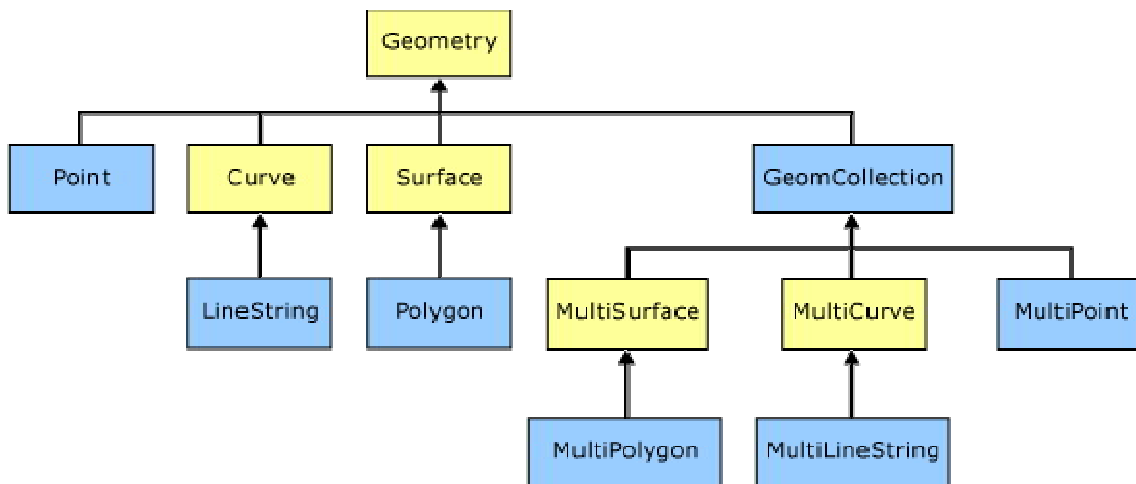 Geometry
Point
Curve
Surface
GeomCollection
LineString
Polygon
MultiSurface
MultiCurve
MultiPoint
MultiPolygon
MultiLineString